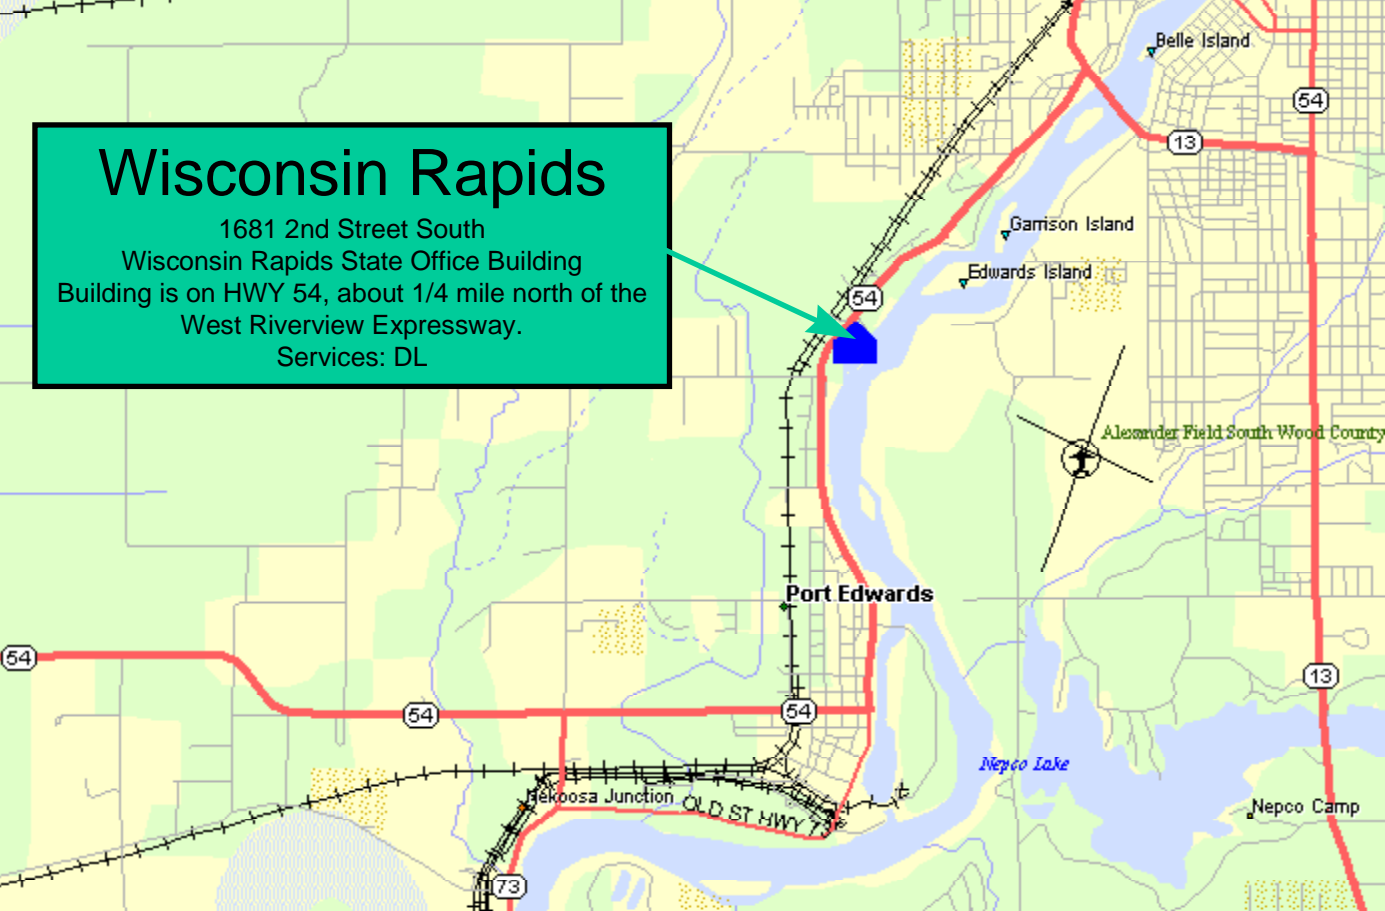 Belle Island
54
13
Wisconsin Rapids
1681 2nd Street South
Wisconsin Rapids State Office Building
Building is on HWY 54, about 1/4 mile north of the
West Riverview Expressway.
Services: DL
Garrison Island
Edwards Island
54
Alexander Field South Wood County
Port Edwards
54
13
54
54
Nepco Lake
Nekoosa Junction
OLD ST HWY 73
Nepco Camp
73